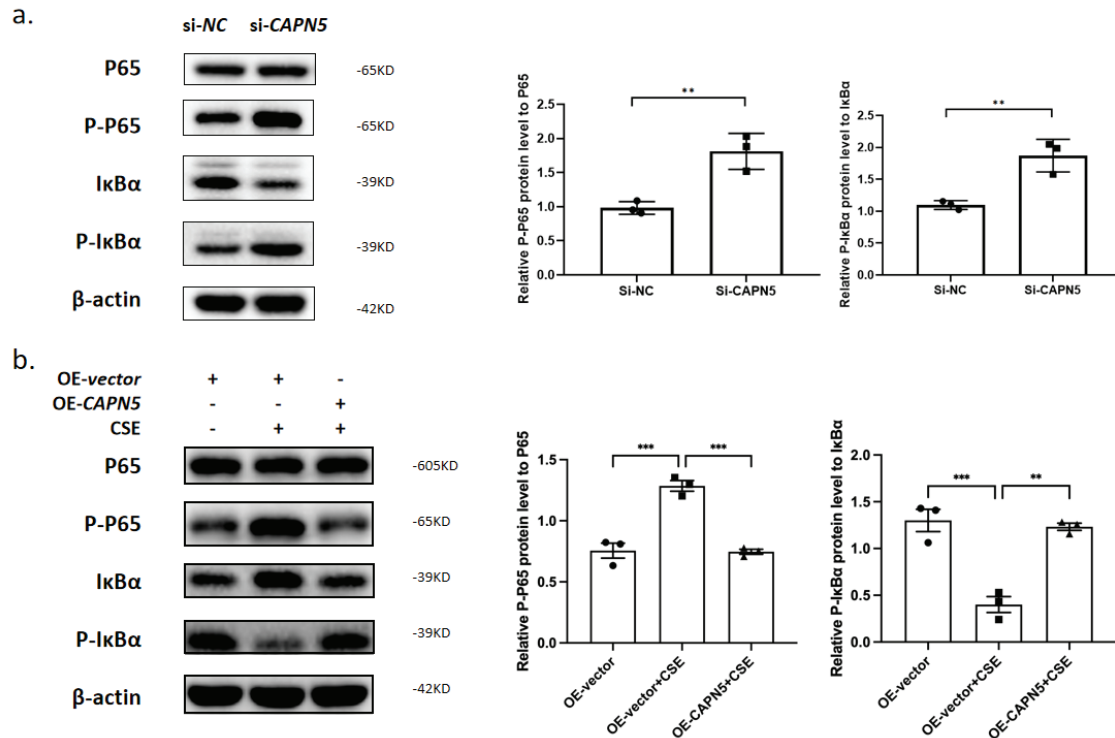 a.
si-NC si-CAPN5
P65 -65KD
P-P65 -65KD
IκBα -39KD
P-IκBα -39KD
β-actin -42KD
Relative P-P65 protein level to P65
2.5
2.0
1.5
1.0
0.5
0.0
**
Si-NC Si-CAPN5
Relative P-IκBα protein level to IκBα
2.5
2.0
1.5
1.0
0.5
0.0
**
Si-NC Si-CAPN5
b.
OE-vector + + -
OE-CAPN5 - - +
CSE - + +
P65 -605KD
P-P65 -65KD
IκBα -39KD
P-IκBα -39KD
β-actin -42KD
Relative P-P65 protein level to P65
1.5
1.0
0.5
0.0
*** ***
OE-vector
OE-vector+CSE
OE-CAPN5+CSE
Relative P-IκBα protein level to IκBα
2.0
1.5
1.0
0.5
0.0
*** **
OE-vector
OE-vector+CSE
OE-CAPN5+CSE